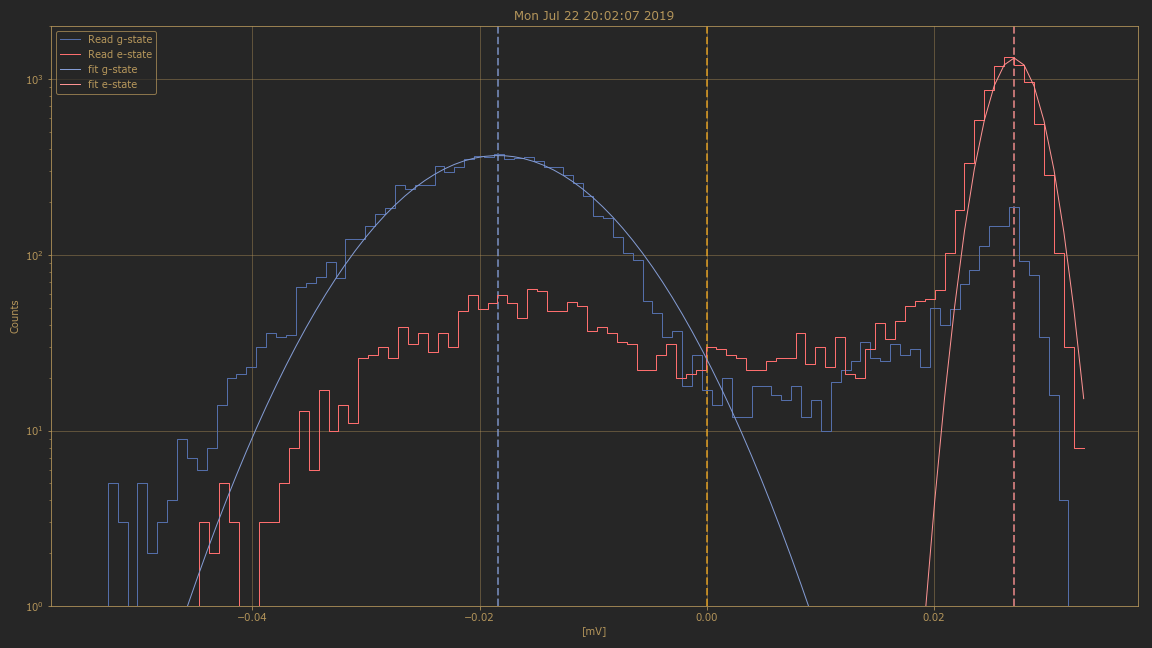 Mon Jul 22 20:02:07 2019
Read g-state
Read e-state
fit g-state
fit e-state
10³
10²
10¹
10⁰
Counts
−0.04
−0.02
0.00
0.02
[mV]